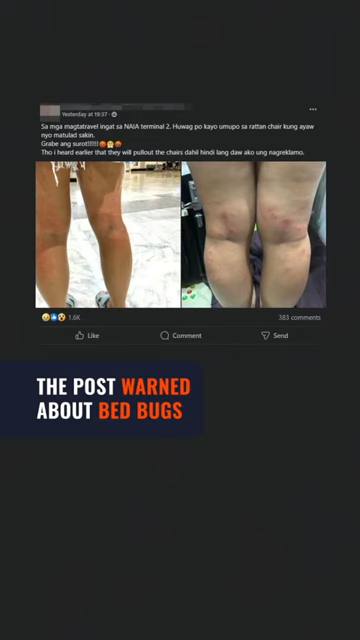 Yesterday at 19:37
Sa mga magtatravel ingat sa NAIA terminal 2. Huwag po kayo umupo sa rattan chair kung ayaw
nyo matulad sakin.
Grabe ang surot!!!!!!
Tho i heard earlier that they will pullout the chairs dahil hindi lang daw ako ung nagreklamo.
1.6K
383 comments
Like
Comment
Send
THE POST WARNED
ABOUT BED BUGS